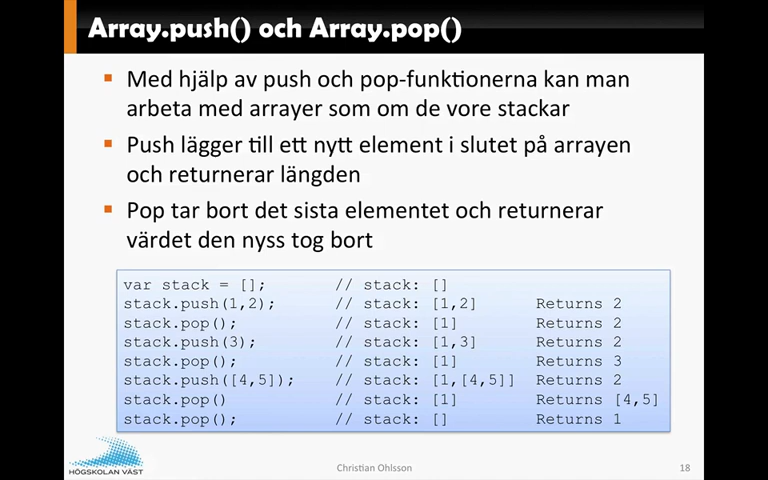 Array.push() och Array.pop()
▪ Med hjälp av push och pop-funktionerna kan man
arbeta med arrayer som om de vore stackar
▪ Push lägger till ett nytt element i slutet på arrayen
och returnerar längden
▪ Pop tar bort det sista elementet och returnerar
värdet den nyss tog bort
var stack = []; // stack: []
stack.push(1,2); // stack: [1,2] Returns 2
stack.pop(); // stack: [1] Returns 2
stack.push(3); // stack: [1,3] Returns 2
stack.pop(); // stack: [1] Returns 3
stack.push([4,5]); // stack: [1,[4,5]] Returns 2
stack.pop() // stack: [1] Returns [4,5]
stack.pop(); // stack: [] Returns 1
HÖGSKOLAN VÄST
Christian Ohlsson
18